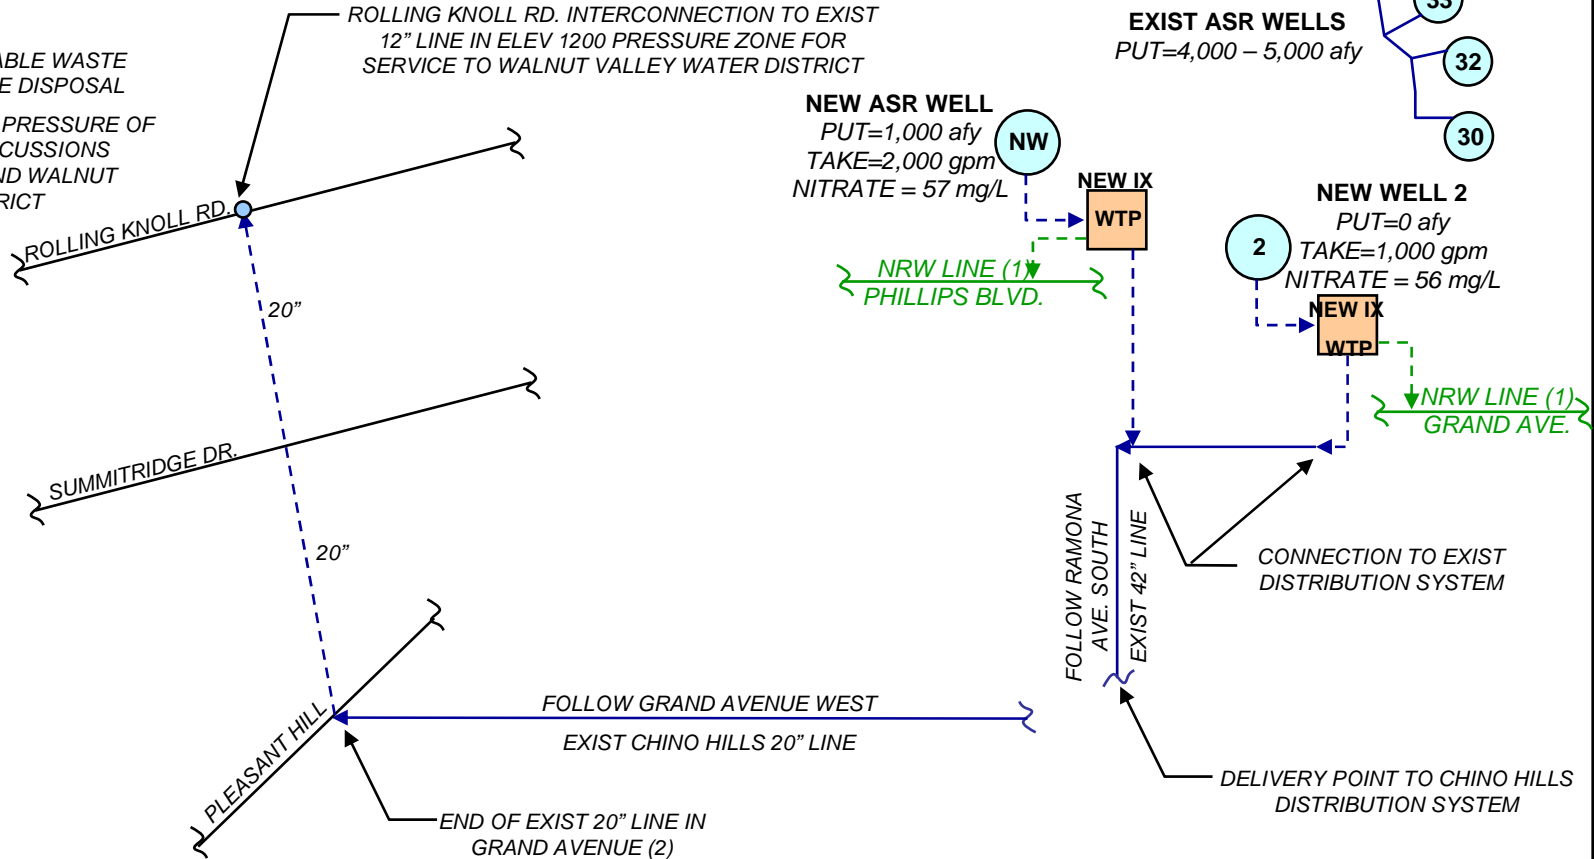 ROLLING KNOLL RD. INTERCONNECTION TO EXIST
12” LINE IN ELEV 1200 PRESSURE ZONE FOR
SERVICE TO WALNUT VALLEY WATER DISTRICT
ABLE WASTE
E DISPOSAL
PRESSURE OF
CUSSIONS
ND WALNUT
RICT
EXIST ASR WELLS
PUT=4,000 – 5,000 afy
33
32
30
NEW ASR WELL
PUT=1,000 afy
TAKE=2,000 gpm
NITRATE = 57 mg/L
NW
NEW IX
WTP
NRW LINE (1)
PHILLIPS BLVD.
NEW WELL 2
PUT=0 afy
TAKE=1,000 gpm
NITRATE = 56 mg/L
2
NEW IX
WTP
NRW LINE (1)
GRAND AVE.
ROLLING KNOLL RD.
20”
SUMMITRIDGE DR.
20”
PLEASANT HILL
FOLLOW GRAND AVENUE WEST
EXIST CHINO HILLS 20” LINE
END OF EXIST 20” LINE IN
GRAND AVENUE (2)
FOLLOW RAMONA
AVE. SOUTH
EXIST 42” LINE
CONNECTION TO EXIST
DISTRIBUTION SYSTEM
DELIVERY POINT TO CHINO HILLS
DISTRIBUTION SYSTEM